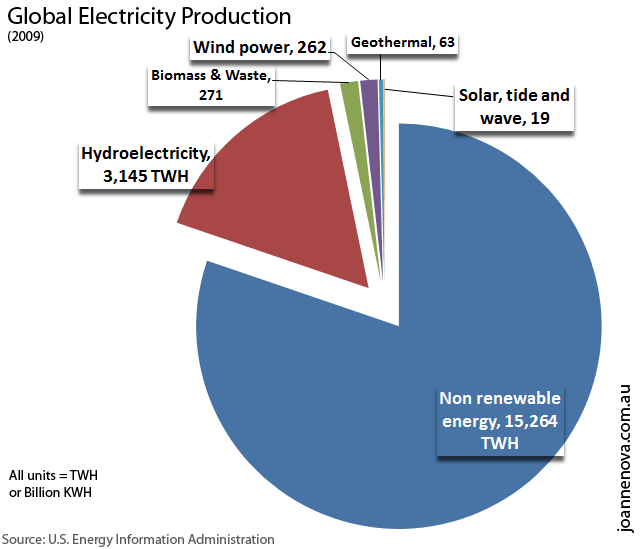 Global Electricity Production
(2009)
Wind power, 262
Geothermal, 63
Biomass & Waste,
271
Solar, tide and
wave, 19
Hydroelectricity,
3,145 TWH
Non renewable
energy, 15,264
TWH
All units = TWH
or Billion KWH
joannenova.com.au
Source: U.S. Energy Information Administration